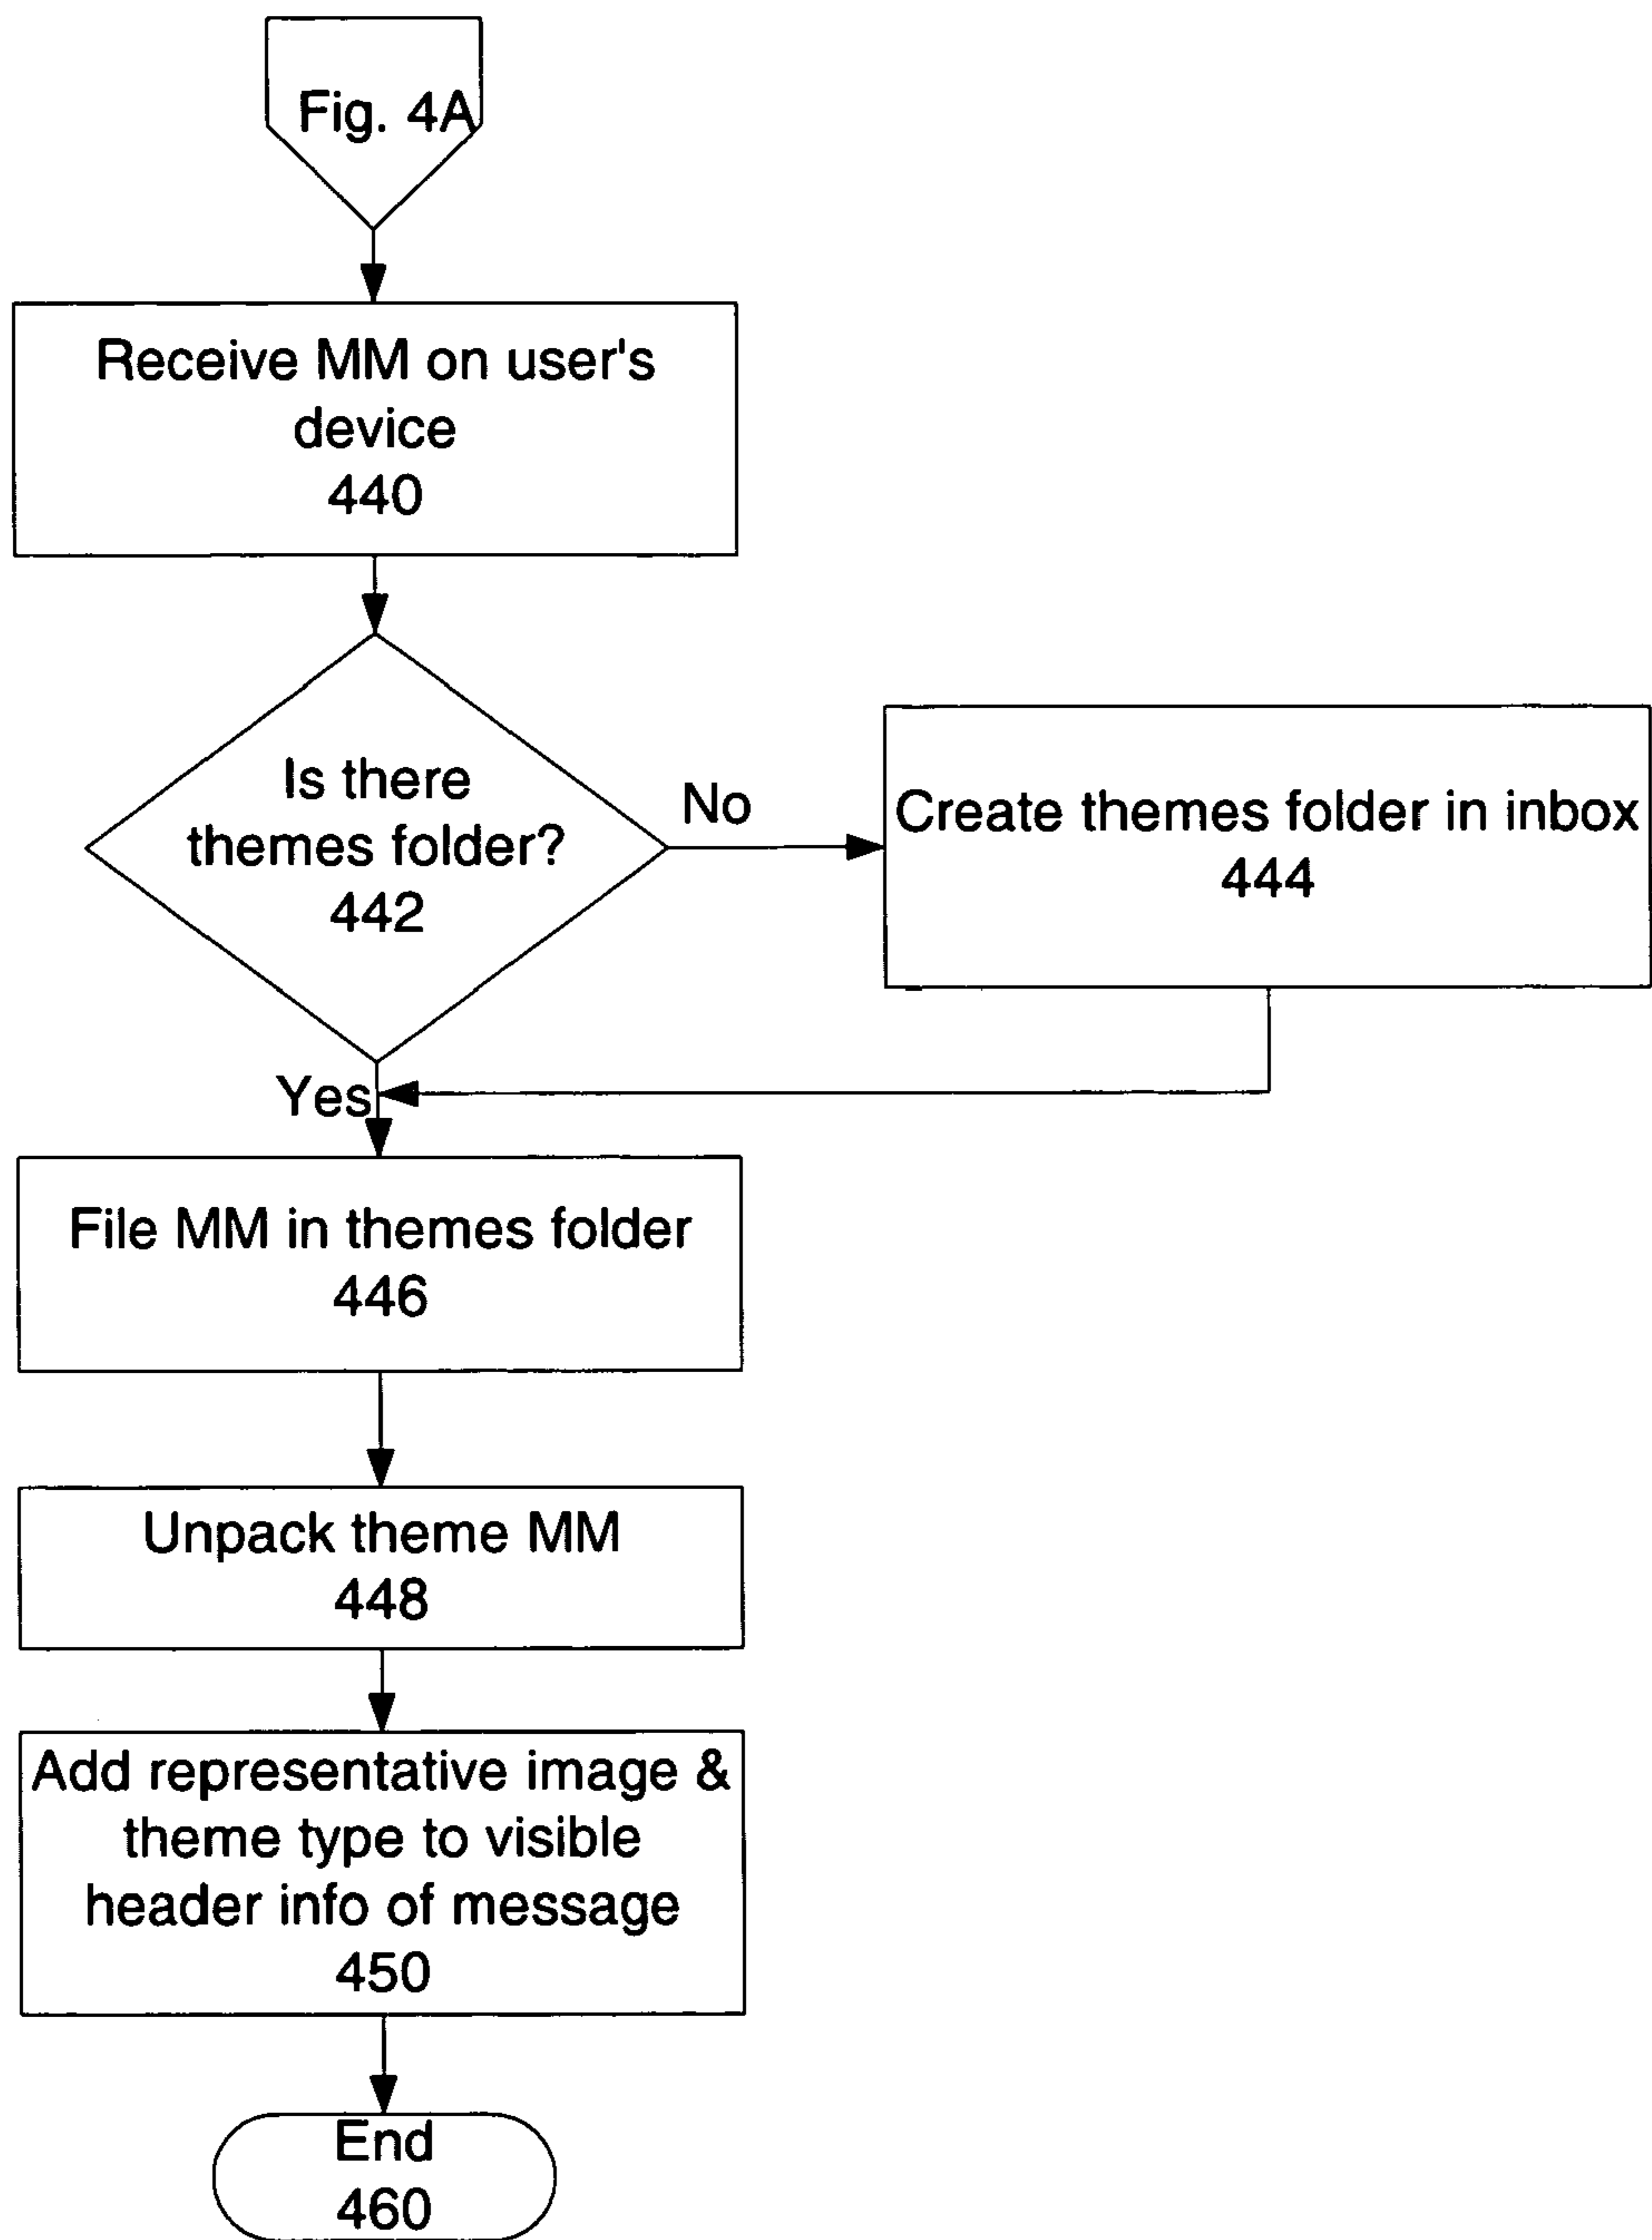 Fig. 4A
Receive MM on user's
device
440
Is there
themes folder?
442
No
Create themes folder in inbox
444
Yes
File MM in themes folder
446
Unpack theme MM
448
Add representative image &
theme type to visible
header info of message
450
End
460